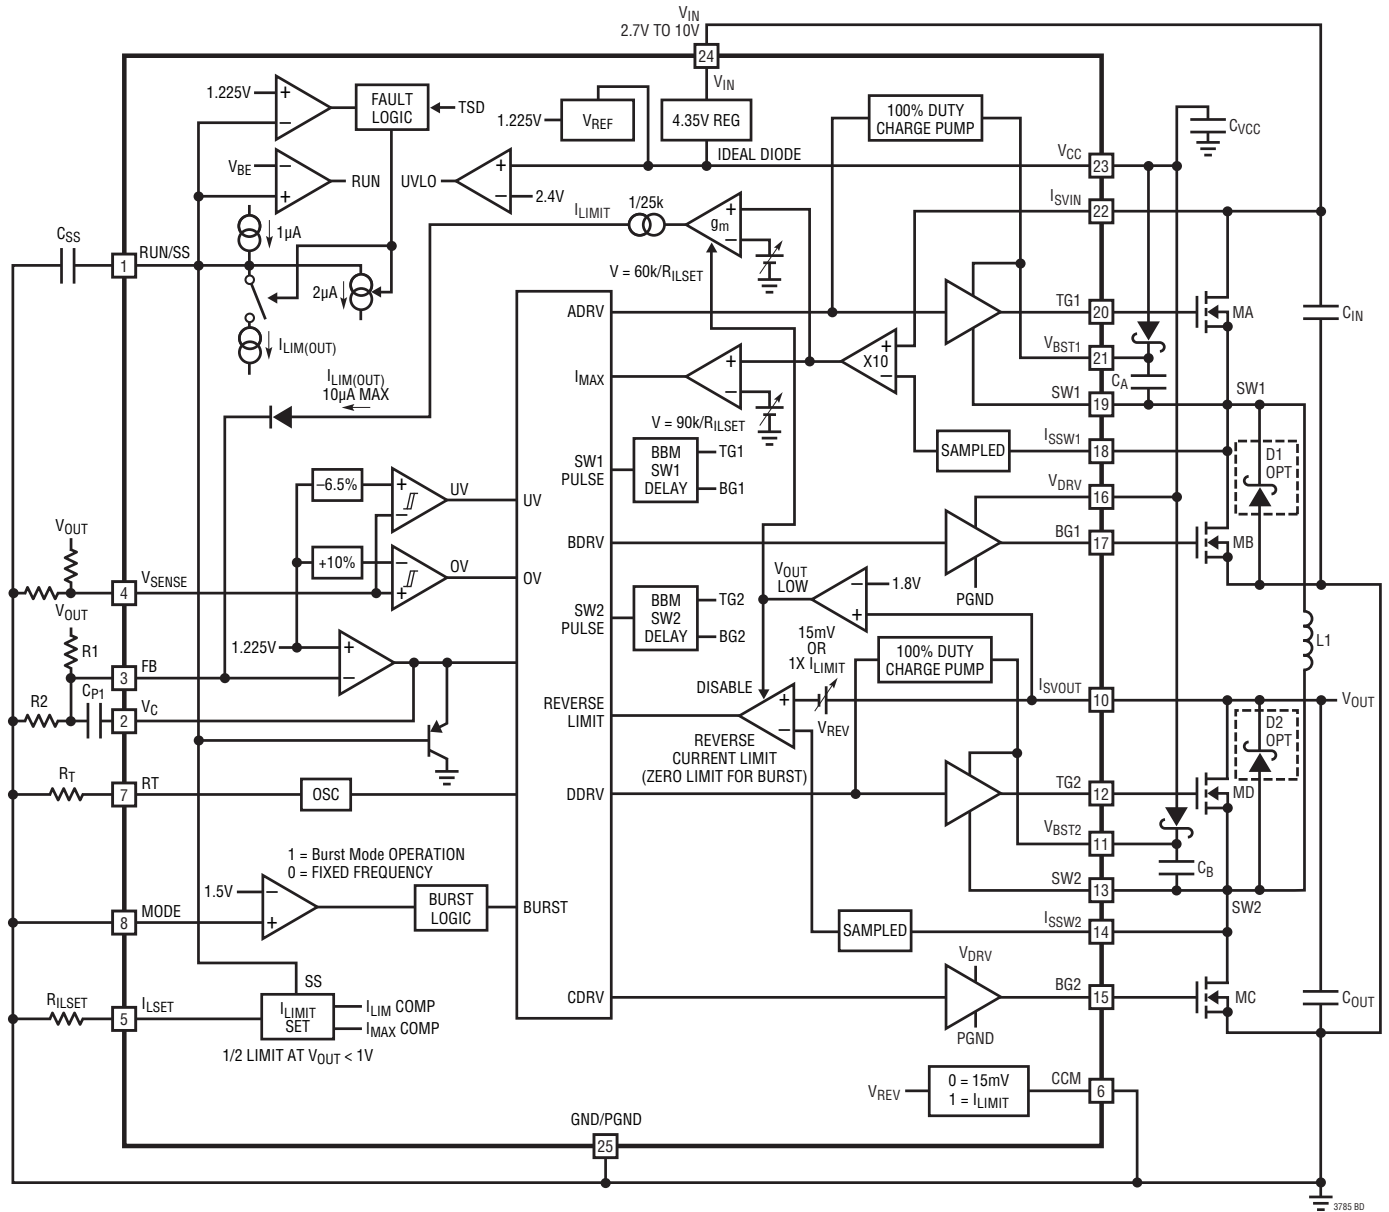 VIN
2.7V TO 10V
24
VIN
1.225V
FAULT
LOGIC
TSD
1.225V
VREF
4.35V REG
100% DUTY
CHARGE PUMP
CVCC
VBE
RUN
UVLO
2.4V
IDEAL DIODE
VCC
23
ISVIN
22
1µA
ILIMIT
1/25k
gm
CSS
RUN/SS
1
2µA
V = 60k/RILSET
ILIM(OUT)
ADRV
TG1
20
MA
CIN
X10
VBST1
21
CA
IMAX
ILIM(OUT)
10µA MAX
V = 90k/RILSET
SW1
19
SW1
SAMPLED
ISSW1
18
D1
OPT
SW1
PULSE
BBM
SW1
DELAY
TG1
BG1
–6.5%
UV
UV
VDRV
16
BDRV
BG1
17
MB
PGND
VOUT
+10%
OV
OV
VSENSE
4
VOUT
LOW
1.8V
SW2
PULSE
BBM
SW2
DELAY
TG2
BG2
VOUT
R1
1.225V
15mV
OR
1X ILIMIT
100% DUTY
CHARGE PUMP
L1
FB
3
DISABLE
ISVOUT
10
VOUT
R2
CP1
VC
2
REVERSE
LIMIT
VREV
REVERSE
CURRENT LIMIT
(ZERO LIMIT FOR BURST)
D2
OPT
RT
RT
7
OSC
DDRV
TG2
12
MD
VBST2
11
CB
1 = Burst Mode OPERATION
0 = FIXED FREQUENCY
1.5V
MODE
8
BURST
LOGIC
BURST
SW2
13
SW2
SAMPLED
ISSW2
14
VDRV
SS
RILSET
ILSET
5
ILIMIT
SET
ILIM COMP
IMAX COMP
1/2 LIMIT AT VOUT < 1V
CDRV
BG2
15
MC
COUT
PGND
VREV
0 = 15mV
1 = ILIMIT
CCM
6
GND/PGND
25
3785 BD